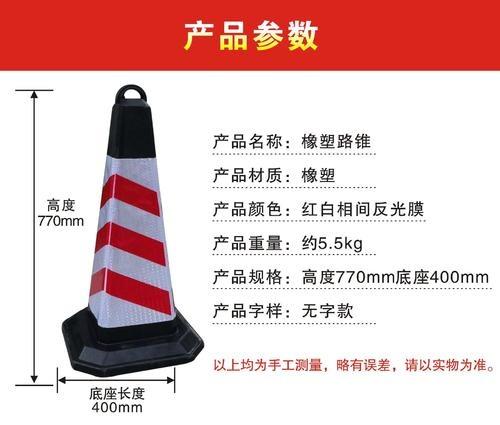 产品参数
高度
770mm
底座长度
400mm
产品名称：橡塑路锥
产品材质：橡塑
产品颜色：红白相间反光膜
产品重量：约5.5kg
产品规格：高度770mm底座400mm
产品字样：无字款
以上均为手工测量，略有误差，请以实物为准。